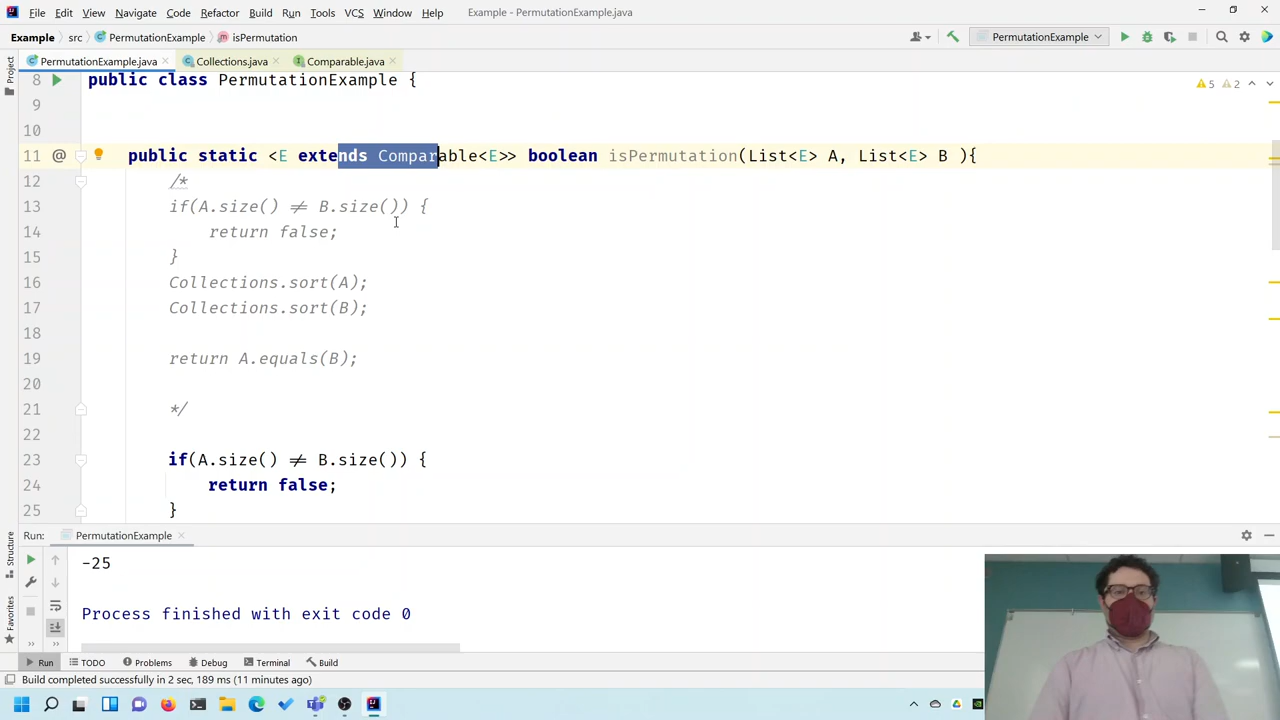 File Edit View Navigate Code Refactor Build Run Tools VCS Window Help Example - PermutationExample.java
Example src PermutationExample isPermutation PermutationExample
Project
PermutationExample.java Collections.java Comparable.java
8 public class PermutationExample {
5 2
9
10
11 @ public static <E extends Comparable<E>> boolean isPermutation(List<E> A, List<E> B ){
12 /*
13 if(A.size() ≠ B.size()) {
14 return false;
15 }
16 Collections.sort(A);
17 Collections.sort(B);
18
19 return A.equals(B);
20
21 */
22
23 if(A.size() ≠ B.size()) {
24 return false;
25 }
Structure
Favorites
Run: PermutationExample
-25
Process finished with exit code 0
Run TODO Problems Debug Terminal Build
Build completed successfully in 2 sec, 189 ms (11 minutes ago)